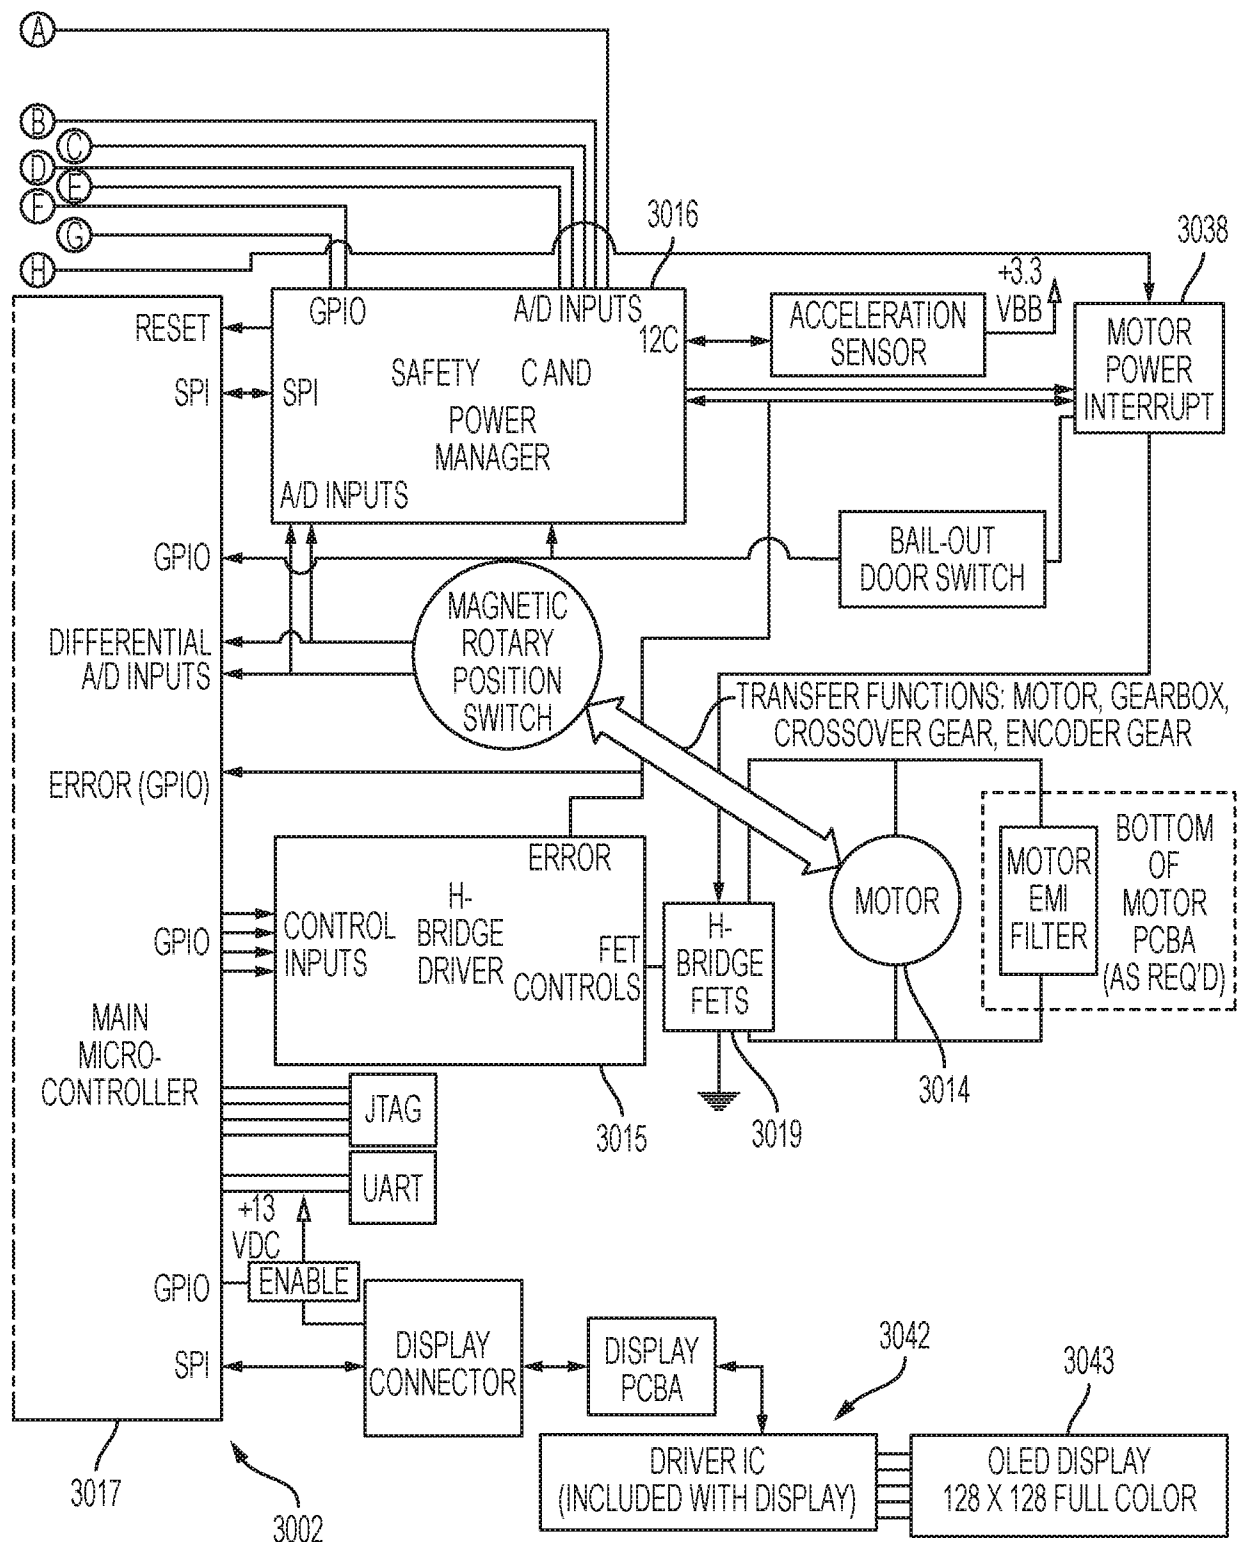 A
B
C
D
E
F
G
H
3016
3038
+3.3
VBB
RESET
GPIO
A/D INPUTS
12C
ACCELERATION
SENSOR
MOTOR
POWER
INTERRUPT
SPI
SPI
SAFETY C AND
POWER
MANAGER
A/D INPUTS
GPIO
BAIL-OUT
DOOR SWITCH
MAGNETIC
ROTARY
POSITION
SWITCH
DIFFERENTIAL
A/D INPUTS
TRANSFER FUNCTIONS: MOTOR, GEARBOX,
CROSSOVER GEAR, ENCODER GEAR
ERROR (GPIO)
ERROR
H-
BRIDGE
DRIVER
CONTROL
INPUTS
GPIO
FET
CONTROLS
H-
BRIDGE
FETS
MOTOR
MOTOR
EMI
FILTER
BOTTOM
OF
MOTOR
PCBA
(AS REQ'D)
MAIN
MICRO-
CONTROLLER
JTAG
3015
3019
3014
UART
+13
VDC
GPIO
ENABLE
SPI
DISPLAY
CONNECTOR
DISPLAY
PCBA
3042
3043
DRIVER IC
(INCLUDED WITH DISPLAY)
OLED DISPLAY
128 X 128 FULL COLOR
3017
3002